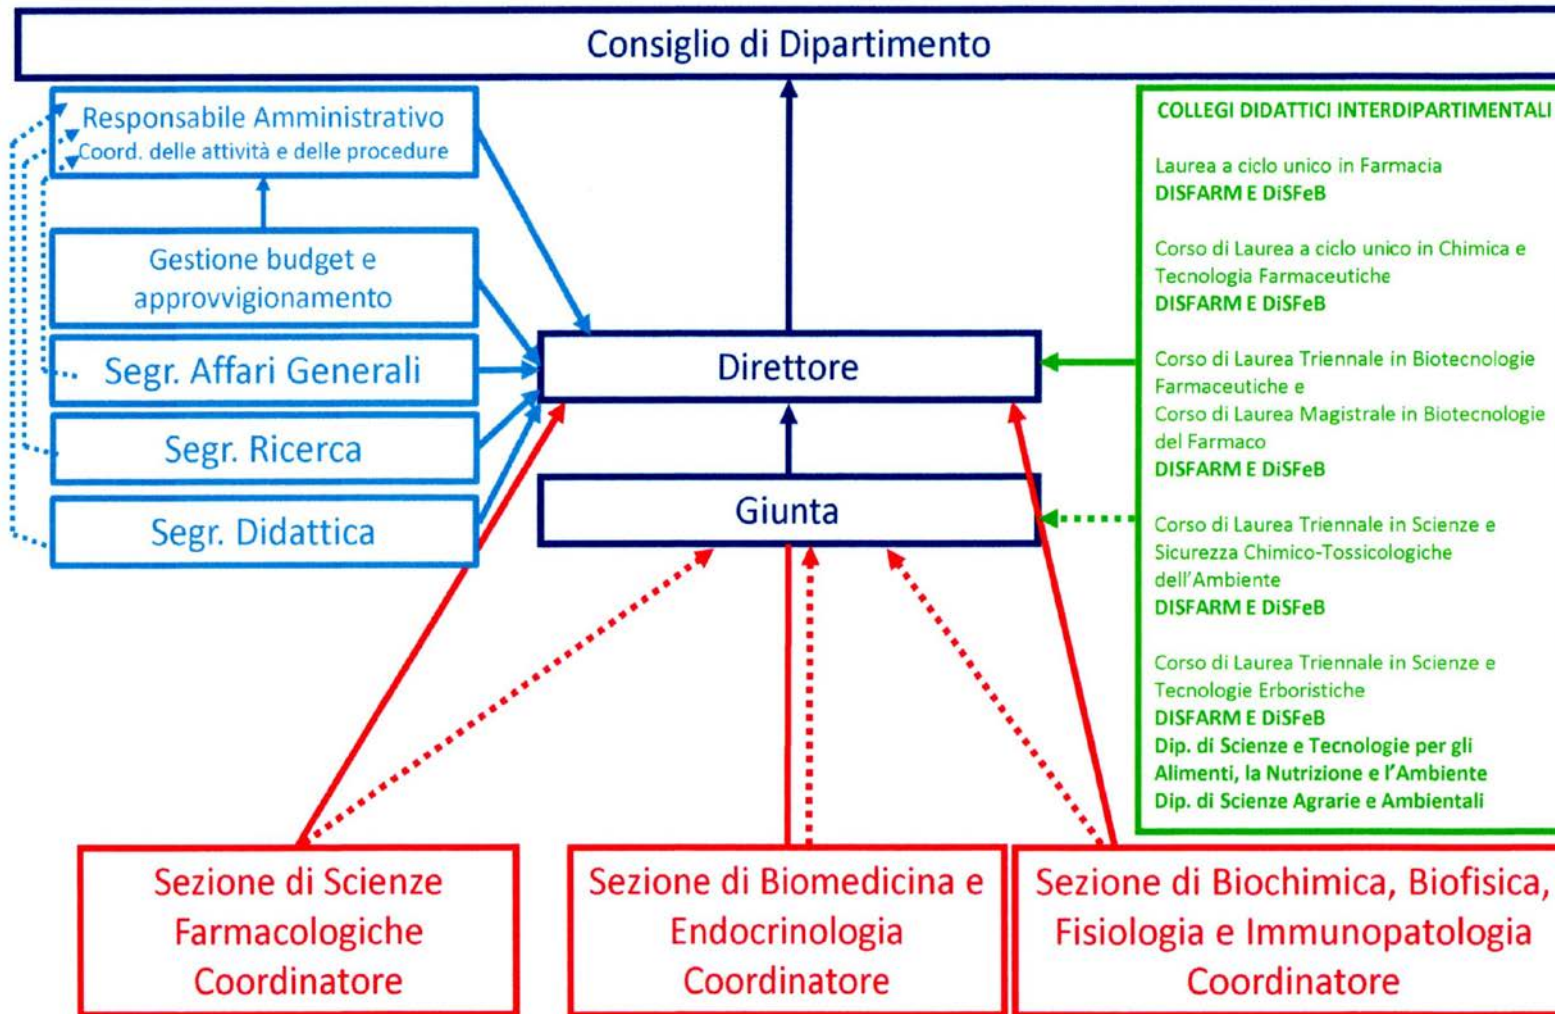 Consiglio di Dipartimento
Responsabile Amministrativo
Coord. delle attività e delle procedure
Gestione budget e
approvvigionamento
Segr. Affari Generali
Segr. Ricerca
Segr. Didattica
Direttore
Giunta
COLLEGI DIDATTICI INTERDIPARTIMENTALI
Laurea a ciclo unico in Farmacia
DISFARM E DiSFeB
Corso di Laurea a ciclo unico in Chimica e
Tecnologia Farmaceutiche
DISFARM E DiSFeB
Corso di Laurea Triennale in Biotecnologie
Farmaceutiche e
Corso di Laurea Magistrale in Biotecnologie
del Farmaco
DISFARM E DiSFeB
Corso di Laurea Triennale in Scienze e
Sicurezza Chimico-Tossicologiche
dell'Ambiente
DISFARM E DiSFeB
Corso di Laurea Triennale in Scienze e
Tecnologie Erboristiche
DISFARM E DiSFeB
Dip. di Scienze e Tecnologie per gli
Alimenti, la Nutrizione e l'Ambiente
Dip. di Scienze Agrarie e Ambientali
Sezione di Scienze
Farmacologiche
Coordinatore
Sezione di Biomedicina e
Endocrinologia
Coordinatore
Sezione di Biochimica, Biofisica,
Fisiologia e Immunopatologia
Coordinatore